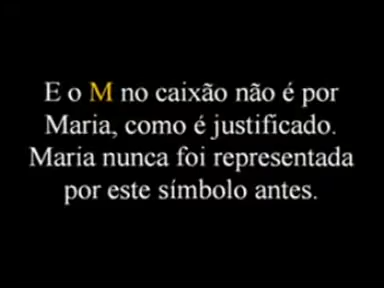 E o M no caixão não é por
Maria, como é justificado.
Maria nunca foi representada
por este símbolo antes.